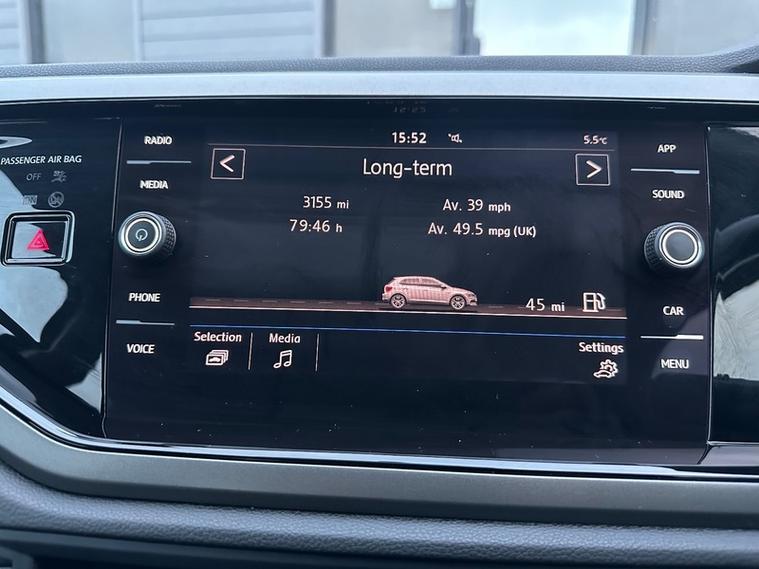 15:52
5.5°C
RADIO
APP
PASSENGER AIR BAG
OFF
Long-term
MEDIA
SOUND
3155 mi
Av. 39 mph
79:46 h
Av. 49.5 mpg (UK)
PHONE
45 mi
CAR
Selection
Media
Settings
VOICE
MENU